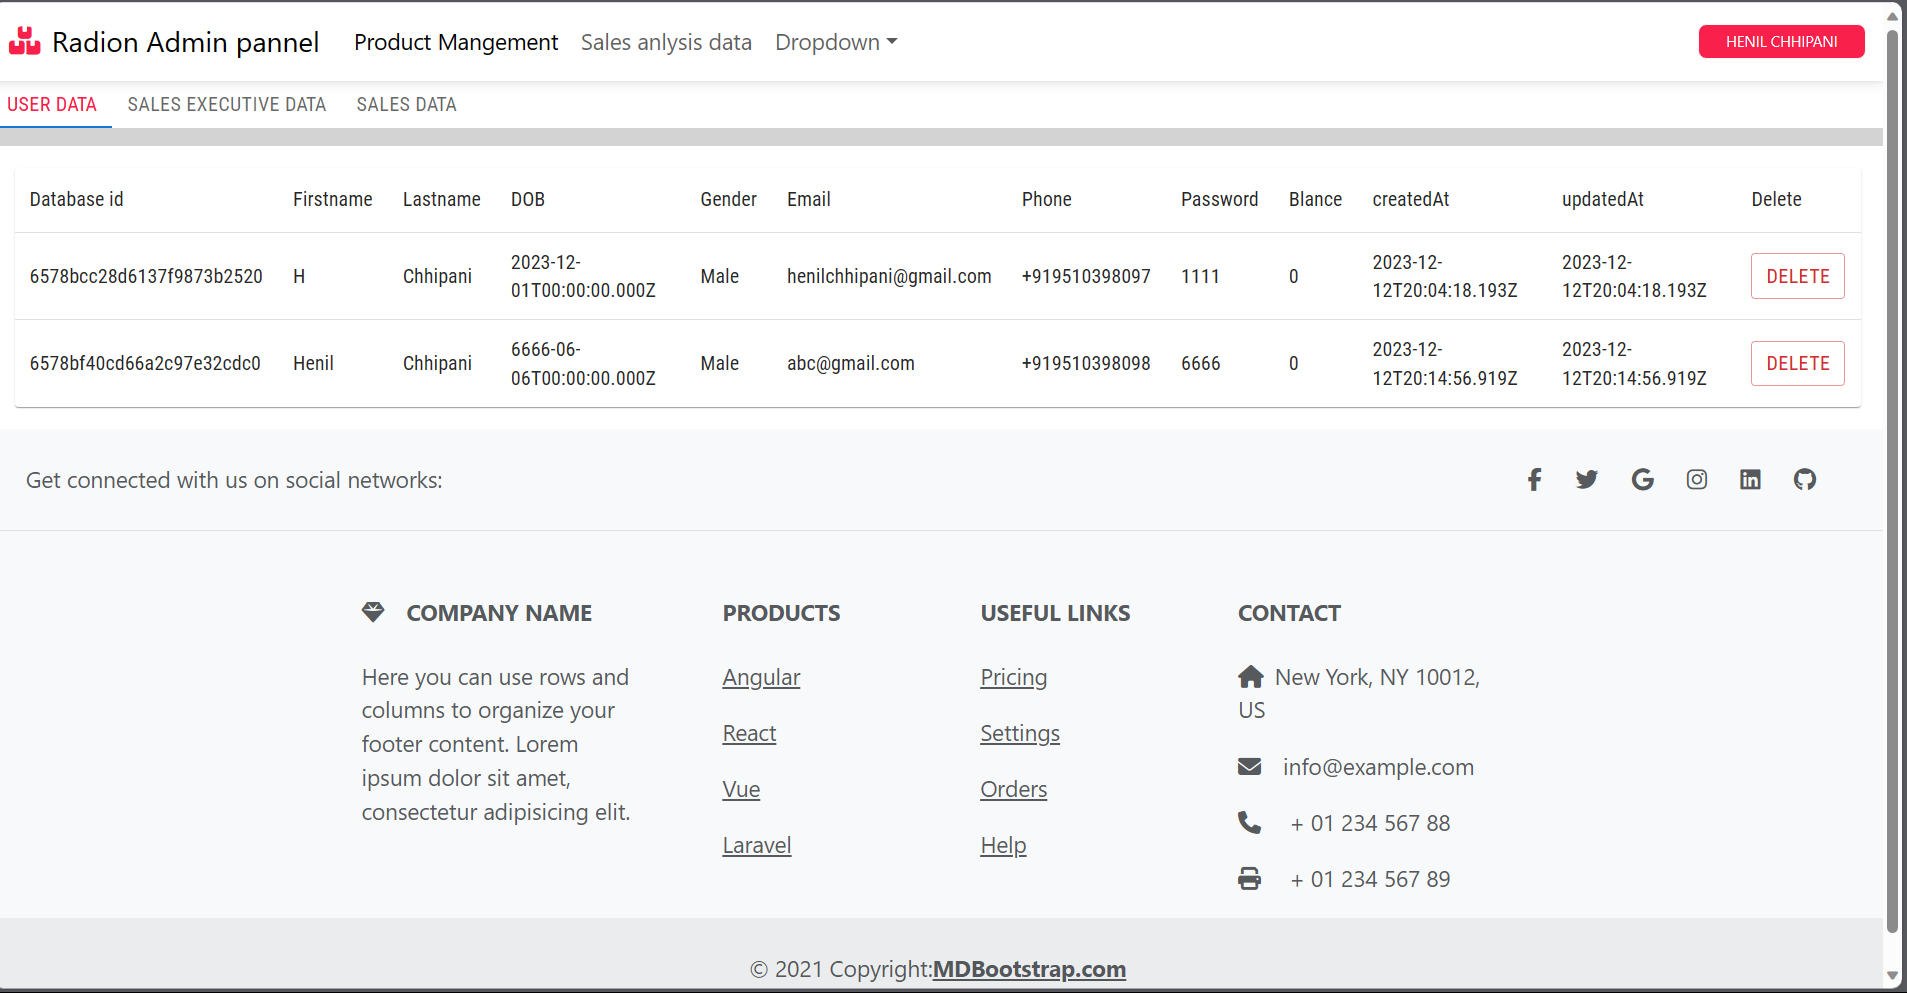 Radion Admin pannel Product Mangement Sales anlysis data Dropdown HENIL CHHIPANI
USER DATA SALES EXECUTIVE DATA SALES DATA
Database id Firstname Lastname DOB Gender Email Phone Password Blance createdAt updatedAt Delete
6578bcc28d6137f9873b2520 H Chhipani 2023-12-01T00:00:00.000Z Male henilchhipani@gmail.com +919510398097 1111 0 2023-12-12T20:04:18.193Z 2023-12-12T20:04:18.193Z DELETE
6578bf40cd66a2c97e32cdc0 Henil Chhipani 6666-06-06T00:00:00.000Z Male abc@gmail.com +919510398098 6666 0 2023-12-12T20:14:56.919Z 2023-12-12T20:14:56.919Z DELETE
Get connected with us on social networks:
COMPANY NAME
Here you can use rows and
columns to organize your
footer content. Lorem
ipsum dolor sit amet,
consectetur adipisicing elit.
PRODUCTS
Angular
React
Vue
Laravel
USEFUL LINKS
Pricing
Settings
Orders
Help
CONTACT
New York, NY 10012,
US
info@example.com
+ 01 234 567 88
+ 01 234 567 89
© 2021 Copyright:MDBootstrap.com